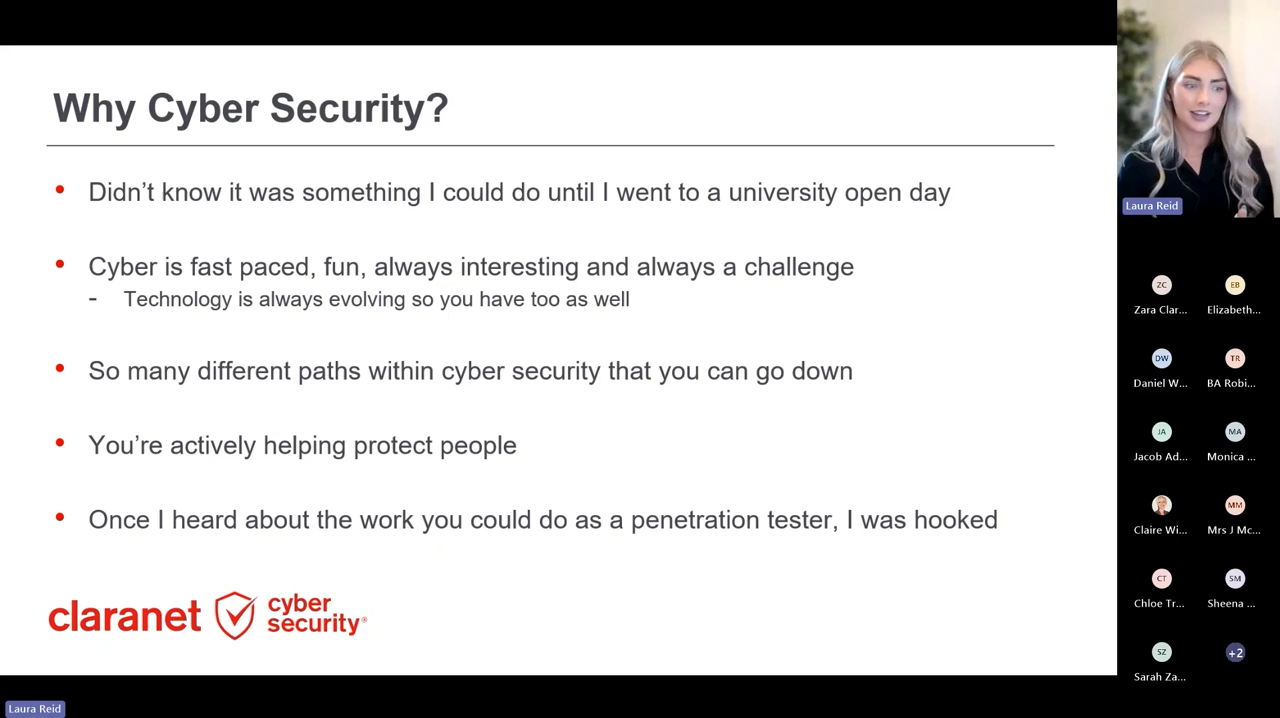 Why Cyber Security?
• Didn’t know it was something I could do until I went to a university open day
• Cyber is fast paced, fun, always interesting and always a challenge
- Technology is always evolving so you have too as well
• So many different paths within cyber security that you can go down
• You’re actively helping protect people
• Once I heard about the work you could do as a penetration tester, I was hooked
claranet cyber security®
Laura Reid
Laura Reid
ZC
Zara Clar...
EB
Elizabeth...
DW
Daniel W...
TR
BA Robi...
JA
Jacob Ad...
MA
Monica ...
Claire Wi...
MM
Mrs J Mc...
CT
Chloe Tr...
SM
Sheena ...
SZ
Sarah Za...
+2